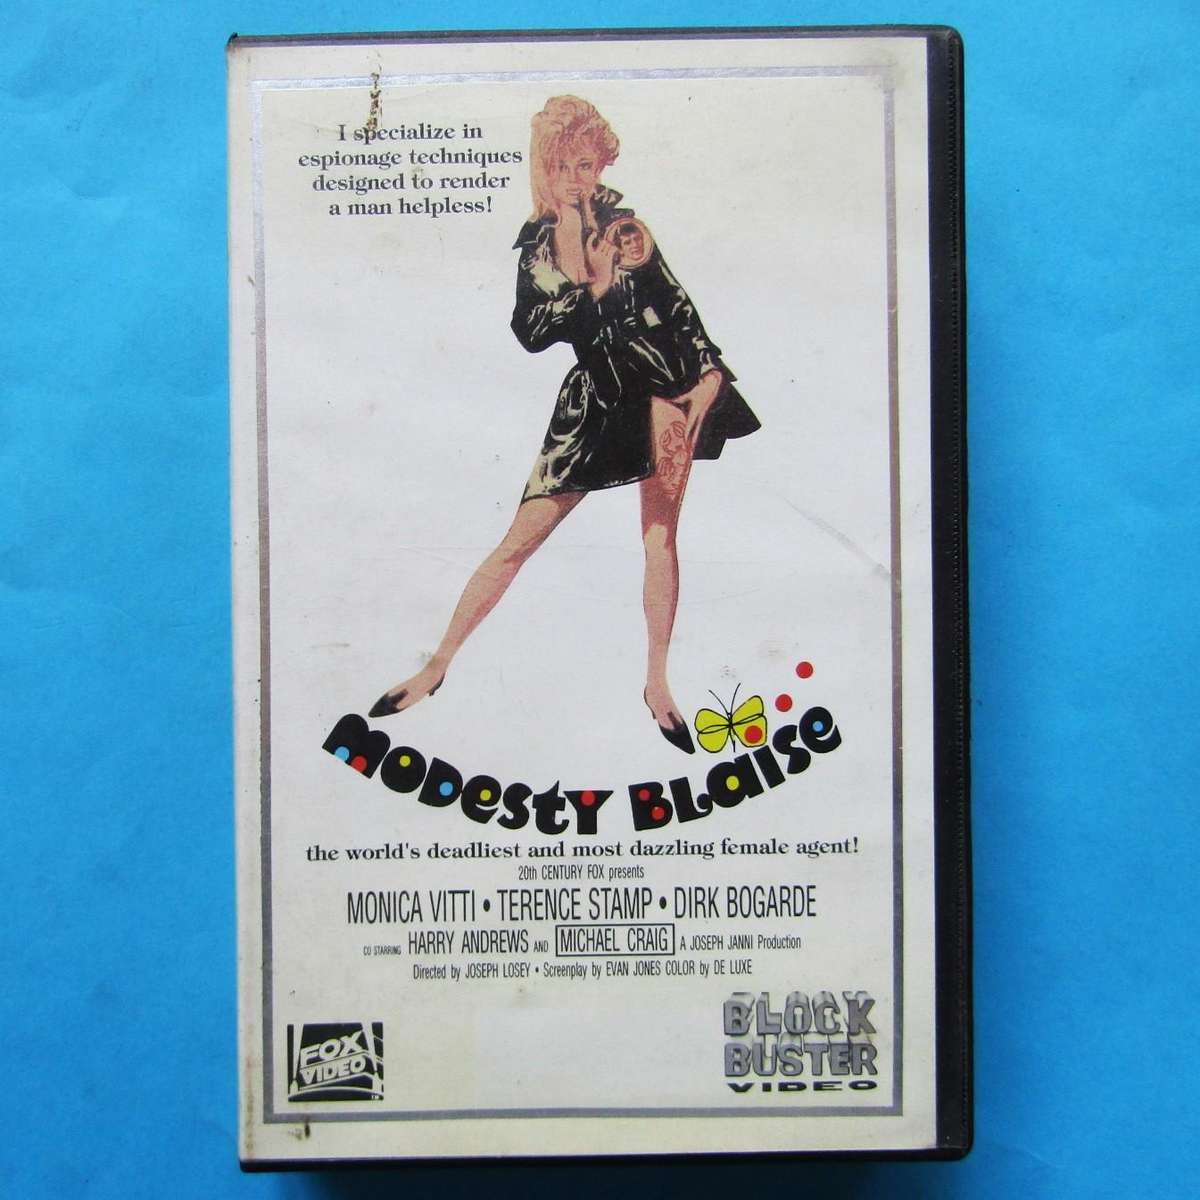 I specialize in
espionage techniques
designed to render
a man helpless!
MODESTY BLaise
the world's deadliest and most dazzling female agent!
20th CENTURY FOX presents
MONICA VITTI • TERENCE STAMP • DIRK BOGARDE
CO STARRING HARRY ANDREWS AND MICHAEL CRAIG A JOSEPH JANNI Production
Directed by JOSEPH LOSEY • Screenplay by EVAN JONES COLOR by DE LUXE
FOX
VIDEO
TM
BLOCK
BUSTER
VIDEO